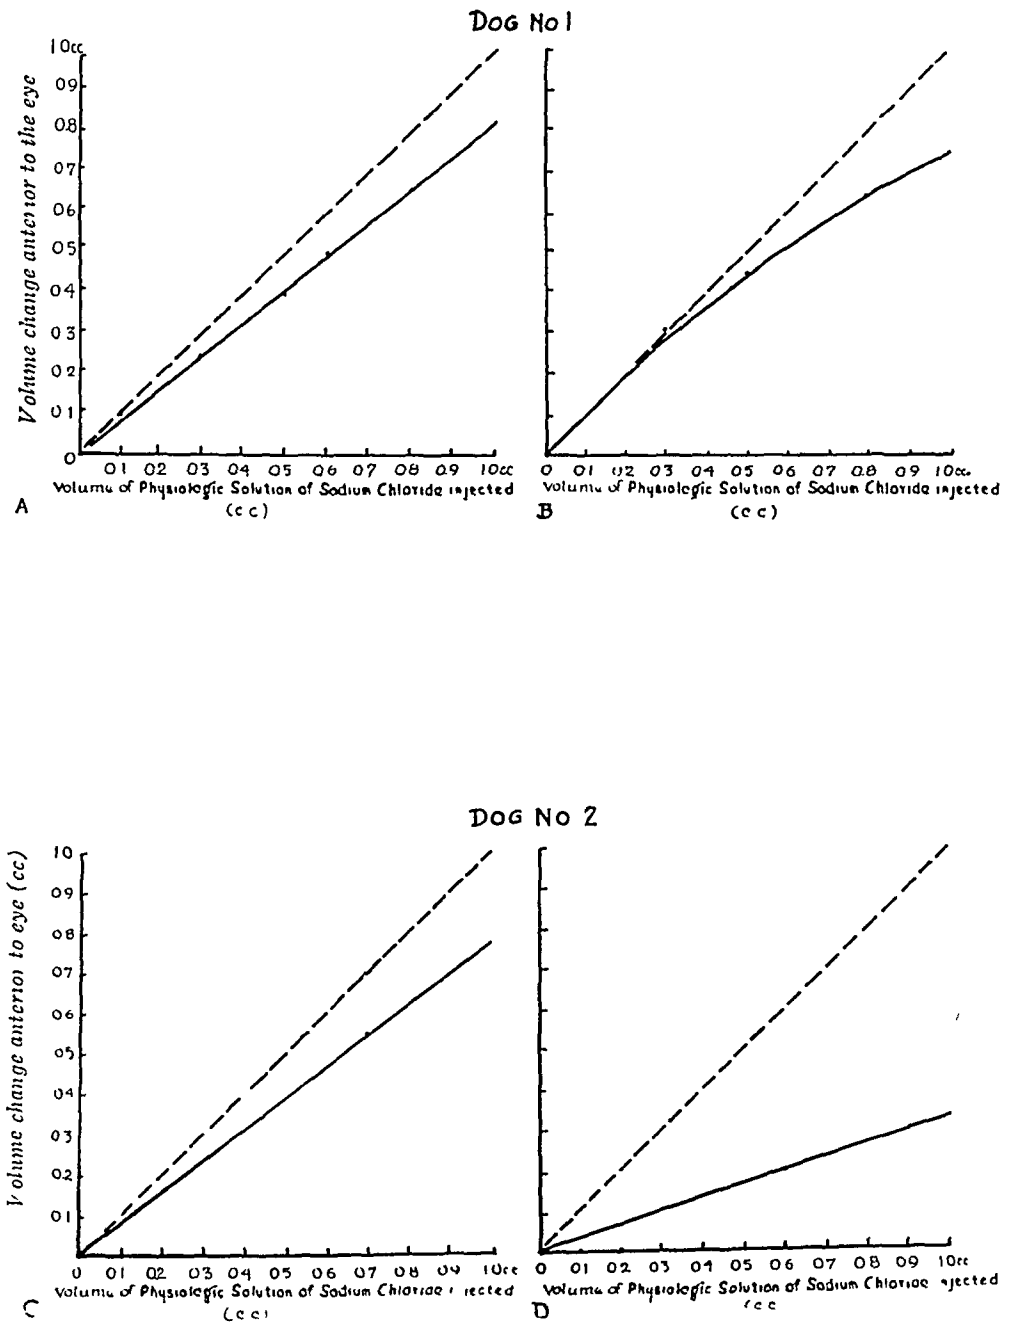 DOG No 1
Volume change anterior to the eye
1 0cc
09
08
07
06
05
04
03
02
01
0
01 02 03 04 05 06 07 08 09 10cc
Volume of Physiologic Solution of Sodium Chloride injected
(cc)
A
0 01 02 03 04 05 06 07 08 09 10cc
Volume of Physiologic Solution of Sodium Chloride injected
(cc)
B
DOG No 2
Volume change anterior to eye (cc)
10
09
08
07
06
05
04
03
02
01
0 01 02 03 04 05 06 07 08 09 10cc
Volume of Physiologic Solution of Sodium Chloride
(cc)
C
0 01 02 03 04 05 06 07 08 09 10cc
Volume of Physiologic Solution of Sodium Chloride njected
(cc
D